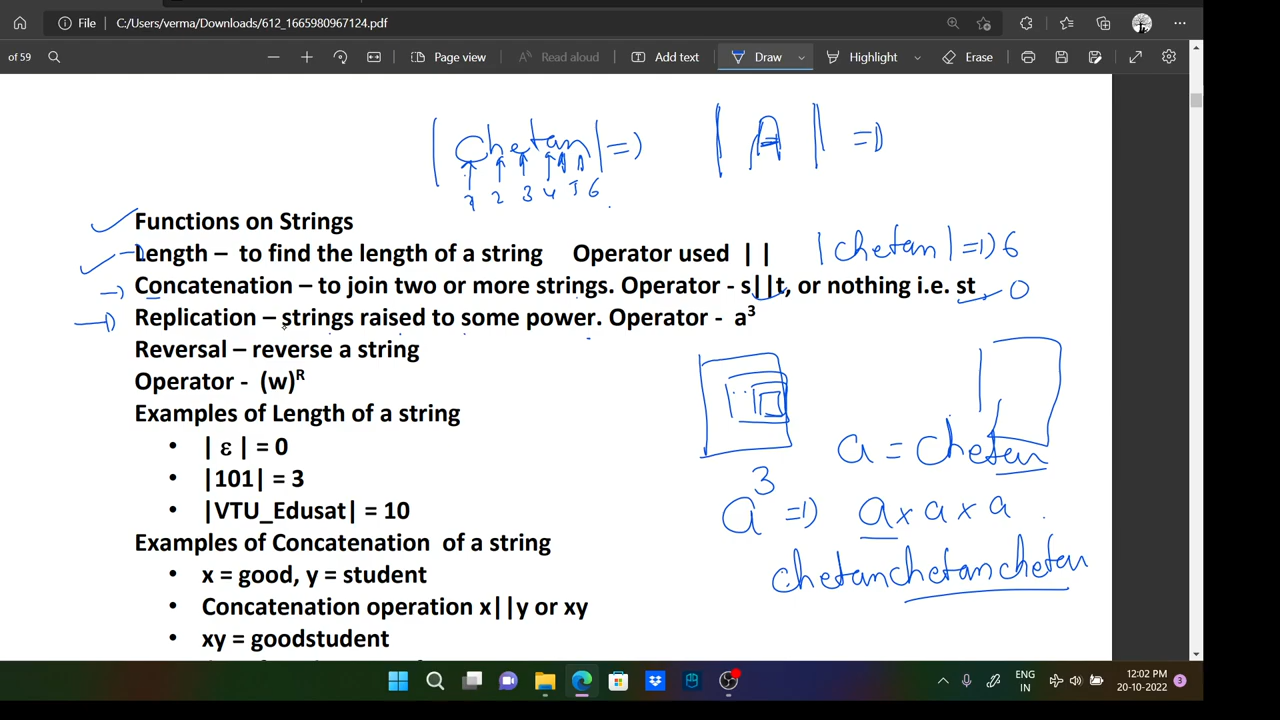 File C:/Users/verma/Downloads/612_1665980967124.pdf
of 59 Page view Read aloud Add text Draw Highlight Erase
|Chetan| => |A| =>
1 2 3 4 5 6
Functions on Strings
Length – to find the length of a string Operator used | | |chetan| => 6
Concatenation – to join two or more strings. Operator - s||t, or nothing i.e. st 0
Replication – strings raised to some power. Operator - a³
Reversal – reverse a string
Operator - (w)ᴿ
Examples of Length of a string
• | ε | = 0
a = chetan
• |101| = 3
• |VTU_Edusat| = 10
a³ => a x a x a
Examples of Concatenation of a string
• x = good, y = student
chetanchetanchetan
• Concatenation operation x||y or xy
• xy = goodstudent
ENG
IN
12:02 PM
20-10-2022
3